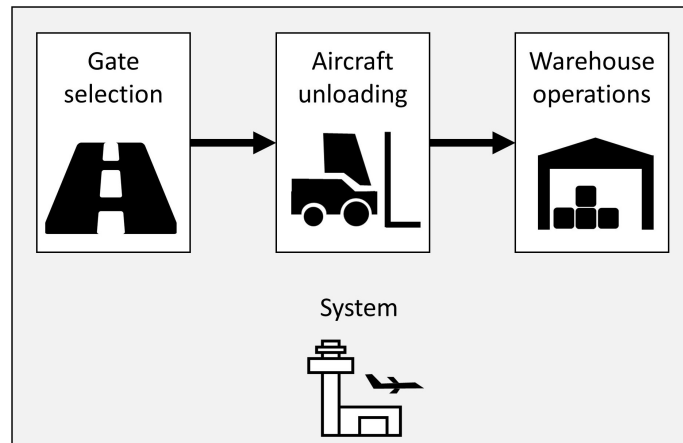 Gate
selection
Aircraft
unloading
Warehouse
operations
System